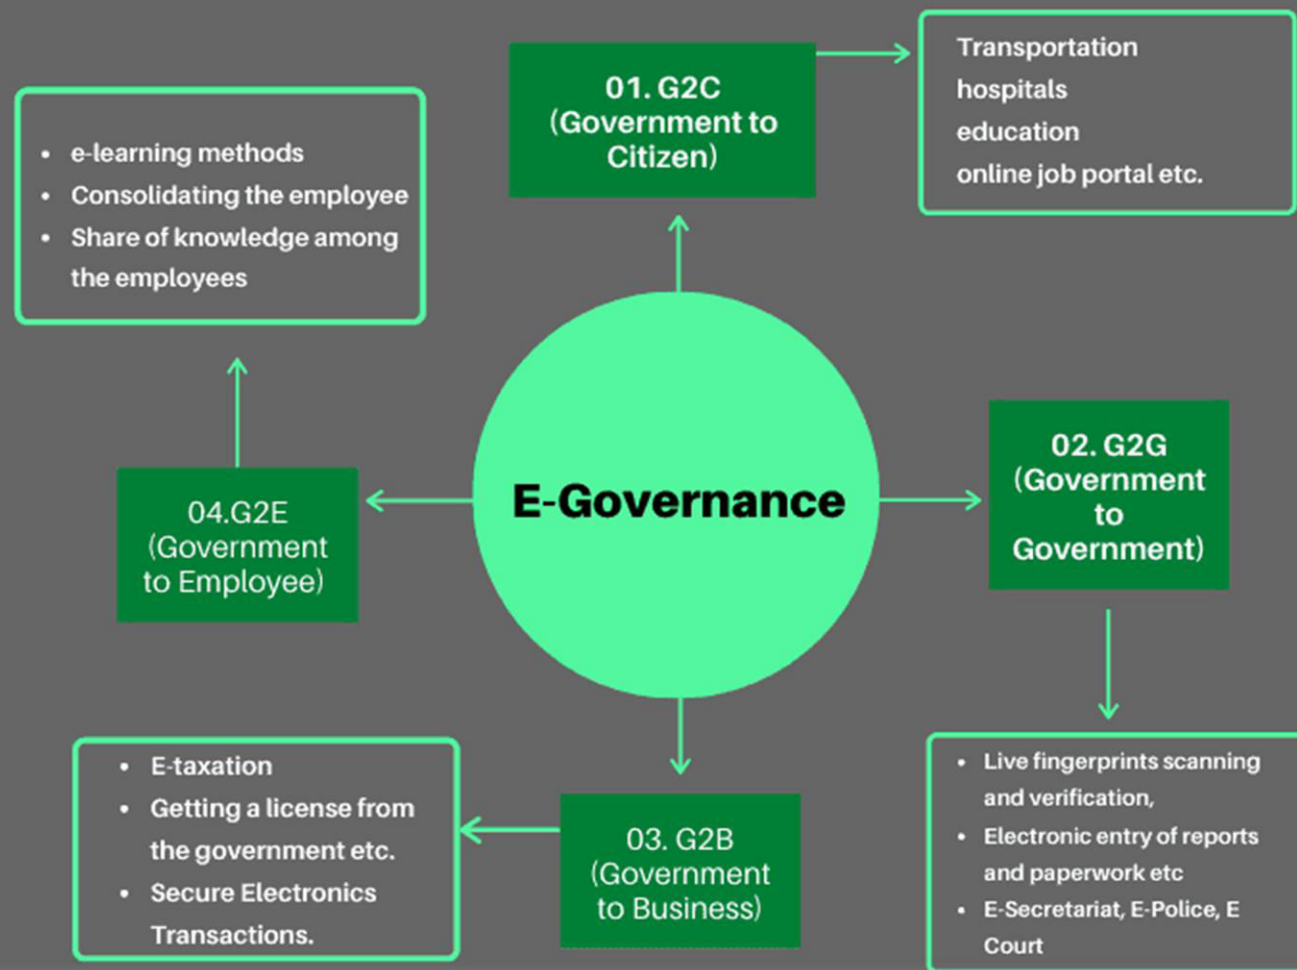 01. G2C
(Government to
Citizen)
Transportation
hospitals
education
online job portal etc.
• e-learning methods
• Consolidating the employee
• Share of knowledge among
the employees
E-Governance
02. G2G
(Government
to
Government)
04.G2E
(Government
to Employee)
• E-taxation
• Getting a license from
the government etc.
• Secure Electronics
Transactions.
03. G2B
(Government
to Business)
• Live fingerprints scanning
and verification,
• Electronic entry of reports
and paperwork etc
• E-Secretariat, E-Police, E
Court